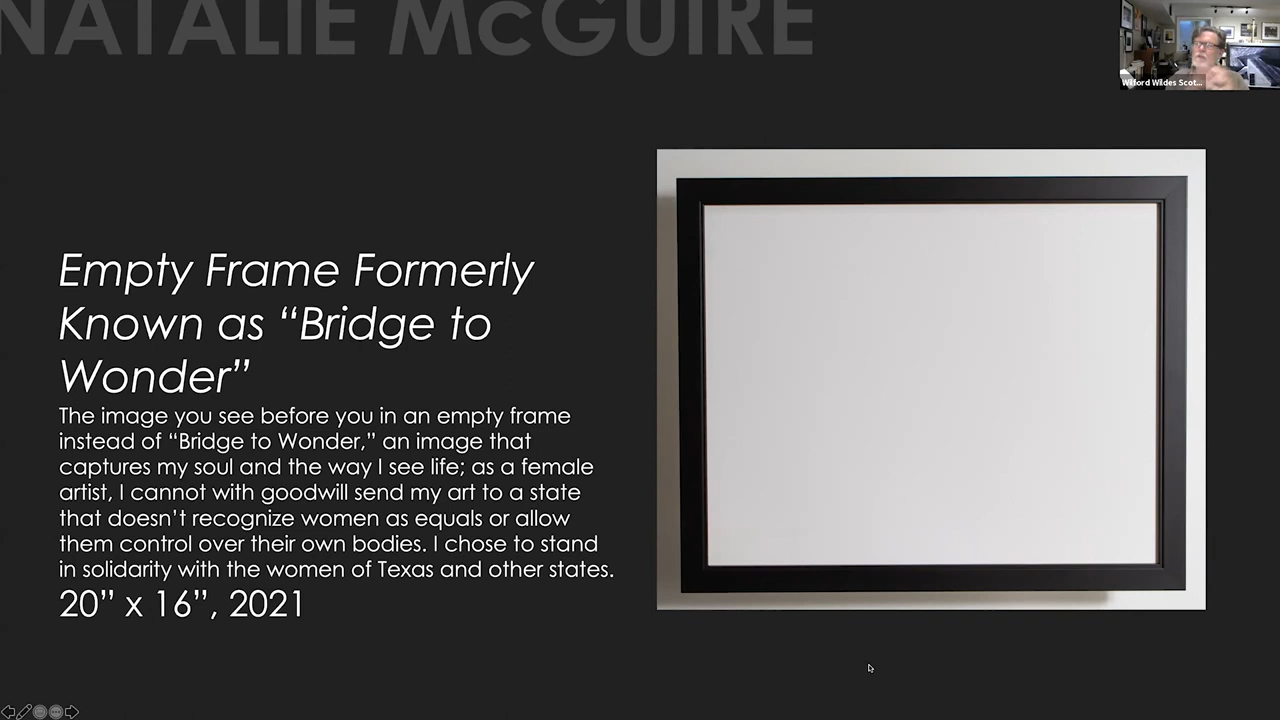 NATALIE McGUIRE
Wilford Wildes Scot...
Empty Frame Formerly
Known as “Bridge to
Wonder”
The image you see before you in an empty frame
instead of “Bridge to Wonder,” an image that
captures my soul and the way I see life; as a female
artist, I cannot with goodwill send my art to a state
that doesn’t recognize women as equals or allow
them control over their own bodies. I chose to stand
in solidarity with the women of Texas and other states.
20” x 16”, 2021